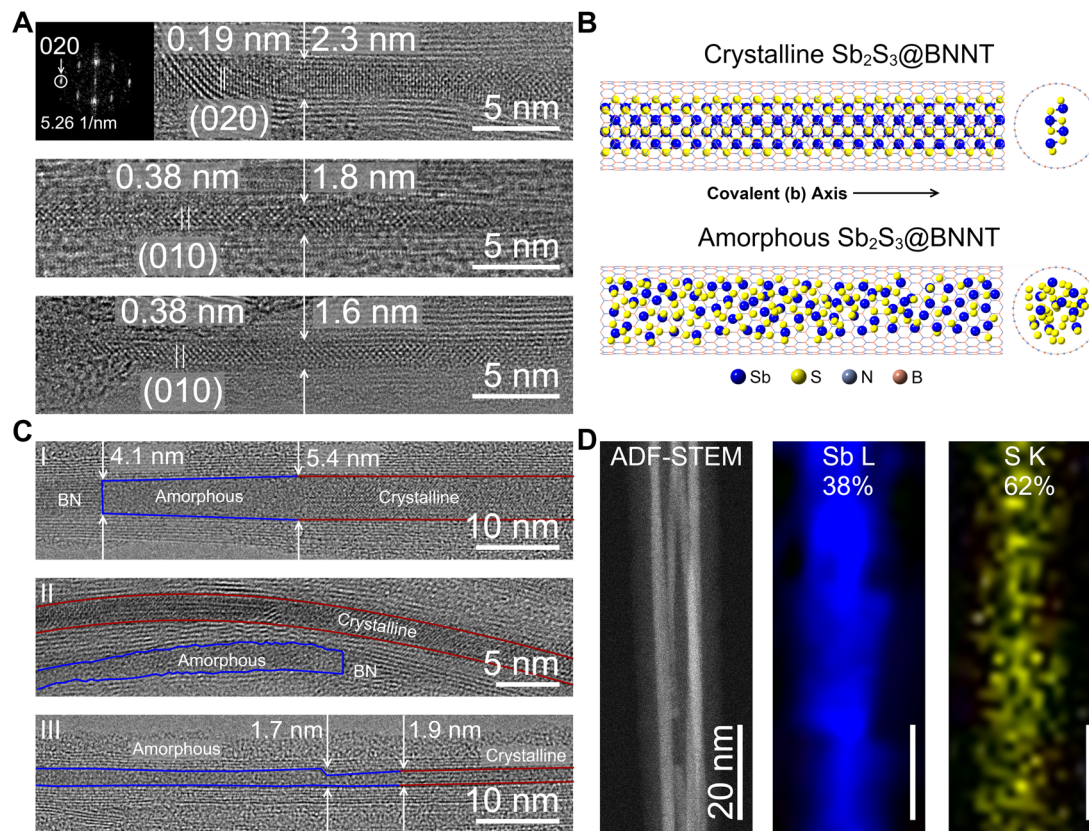 A
020
5.26 1/nm
0.19 nm
2.3 nm
(020)
5 nm
0.38 nm
1.8 nm
(010)
5 nm
0.38 nm
1.6 nm
(010)
5 nm
B
Crystalline Sb₂S₃@BNNT
Covalent (b) Axis
Amorphous Sb₂S₃@BNNT
Sb S N B
C
I
4.1 nm
5.4 nm
BN
Amorphous
Crystalline
10 nm
II
Crystalline
Amorphous
BN
5 nm
III
1.7 nm
1.9 nm
Amorphous
Crystalline
10 nm
D
ADF-STEM
20 nm
Sb L
38%
S K
62%